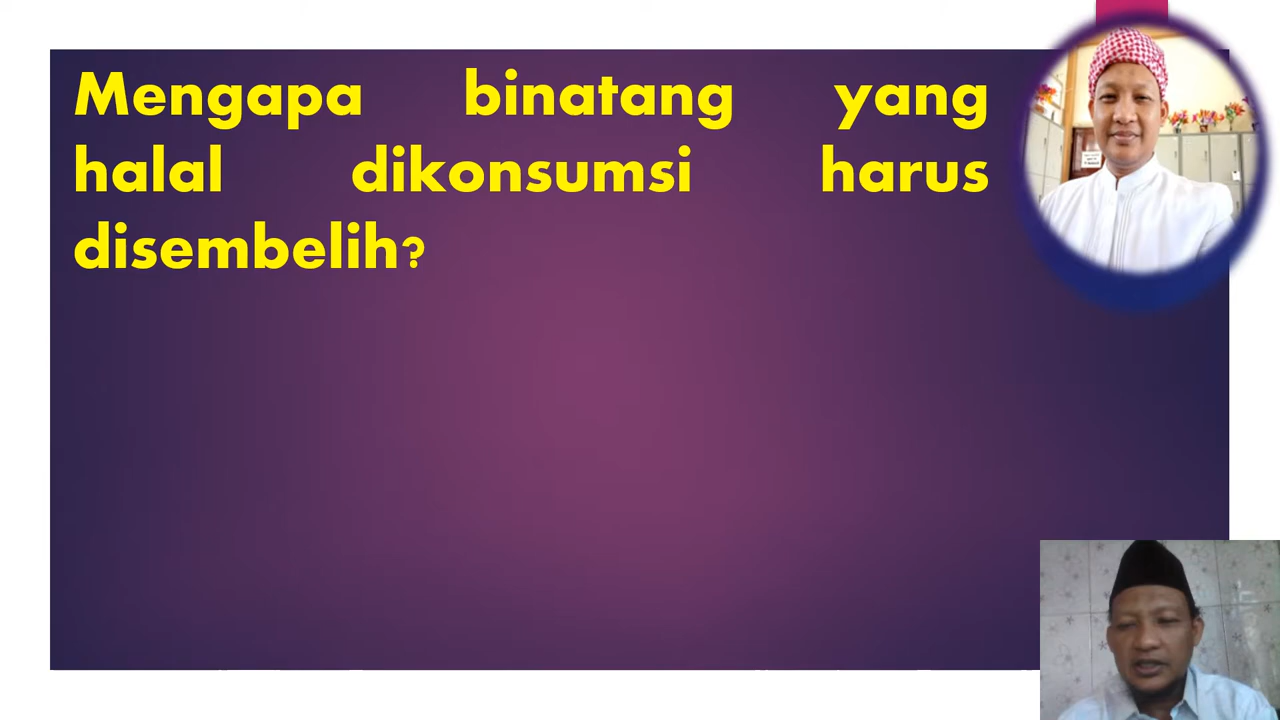 Mengapa binatang yang
halal dikonsumsi harus
disembelih?